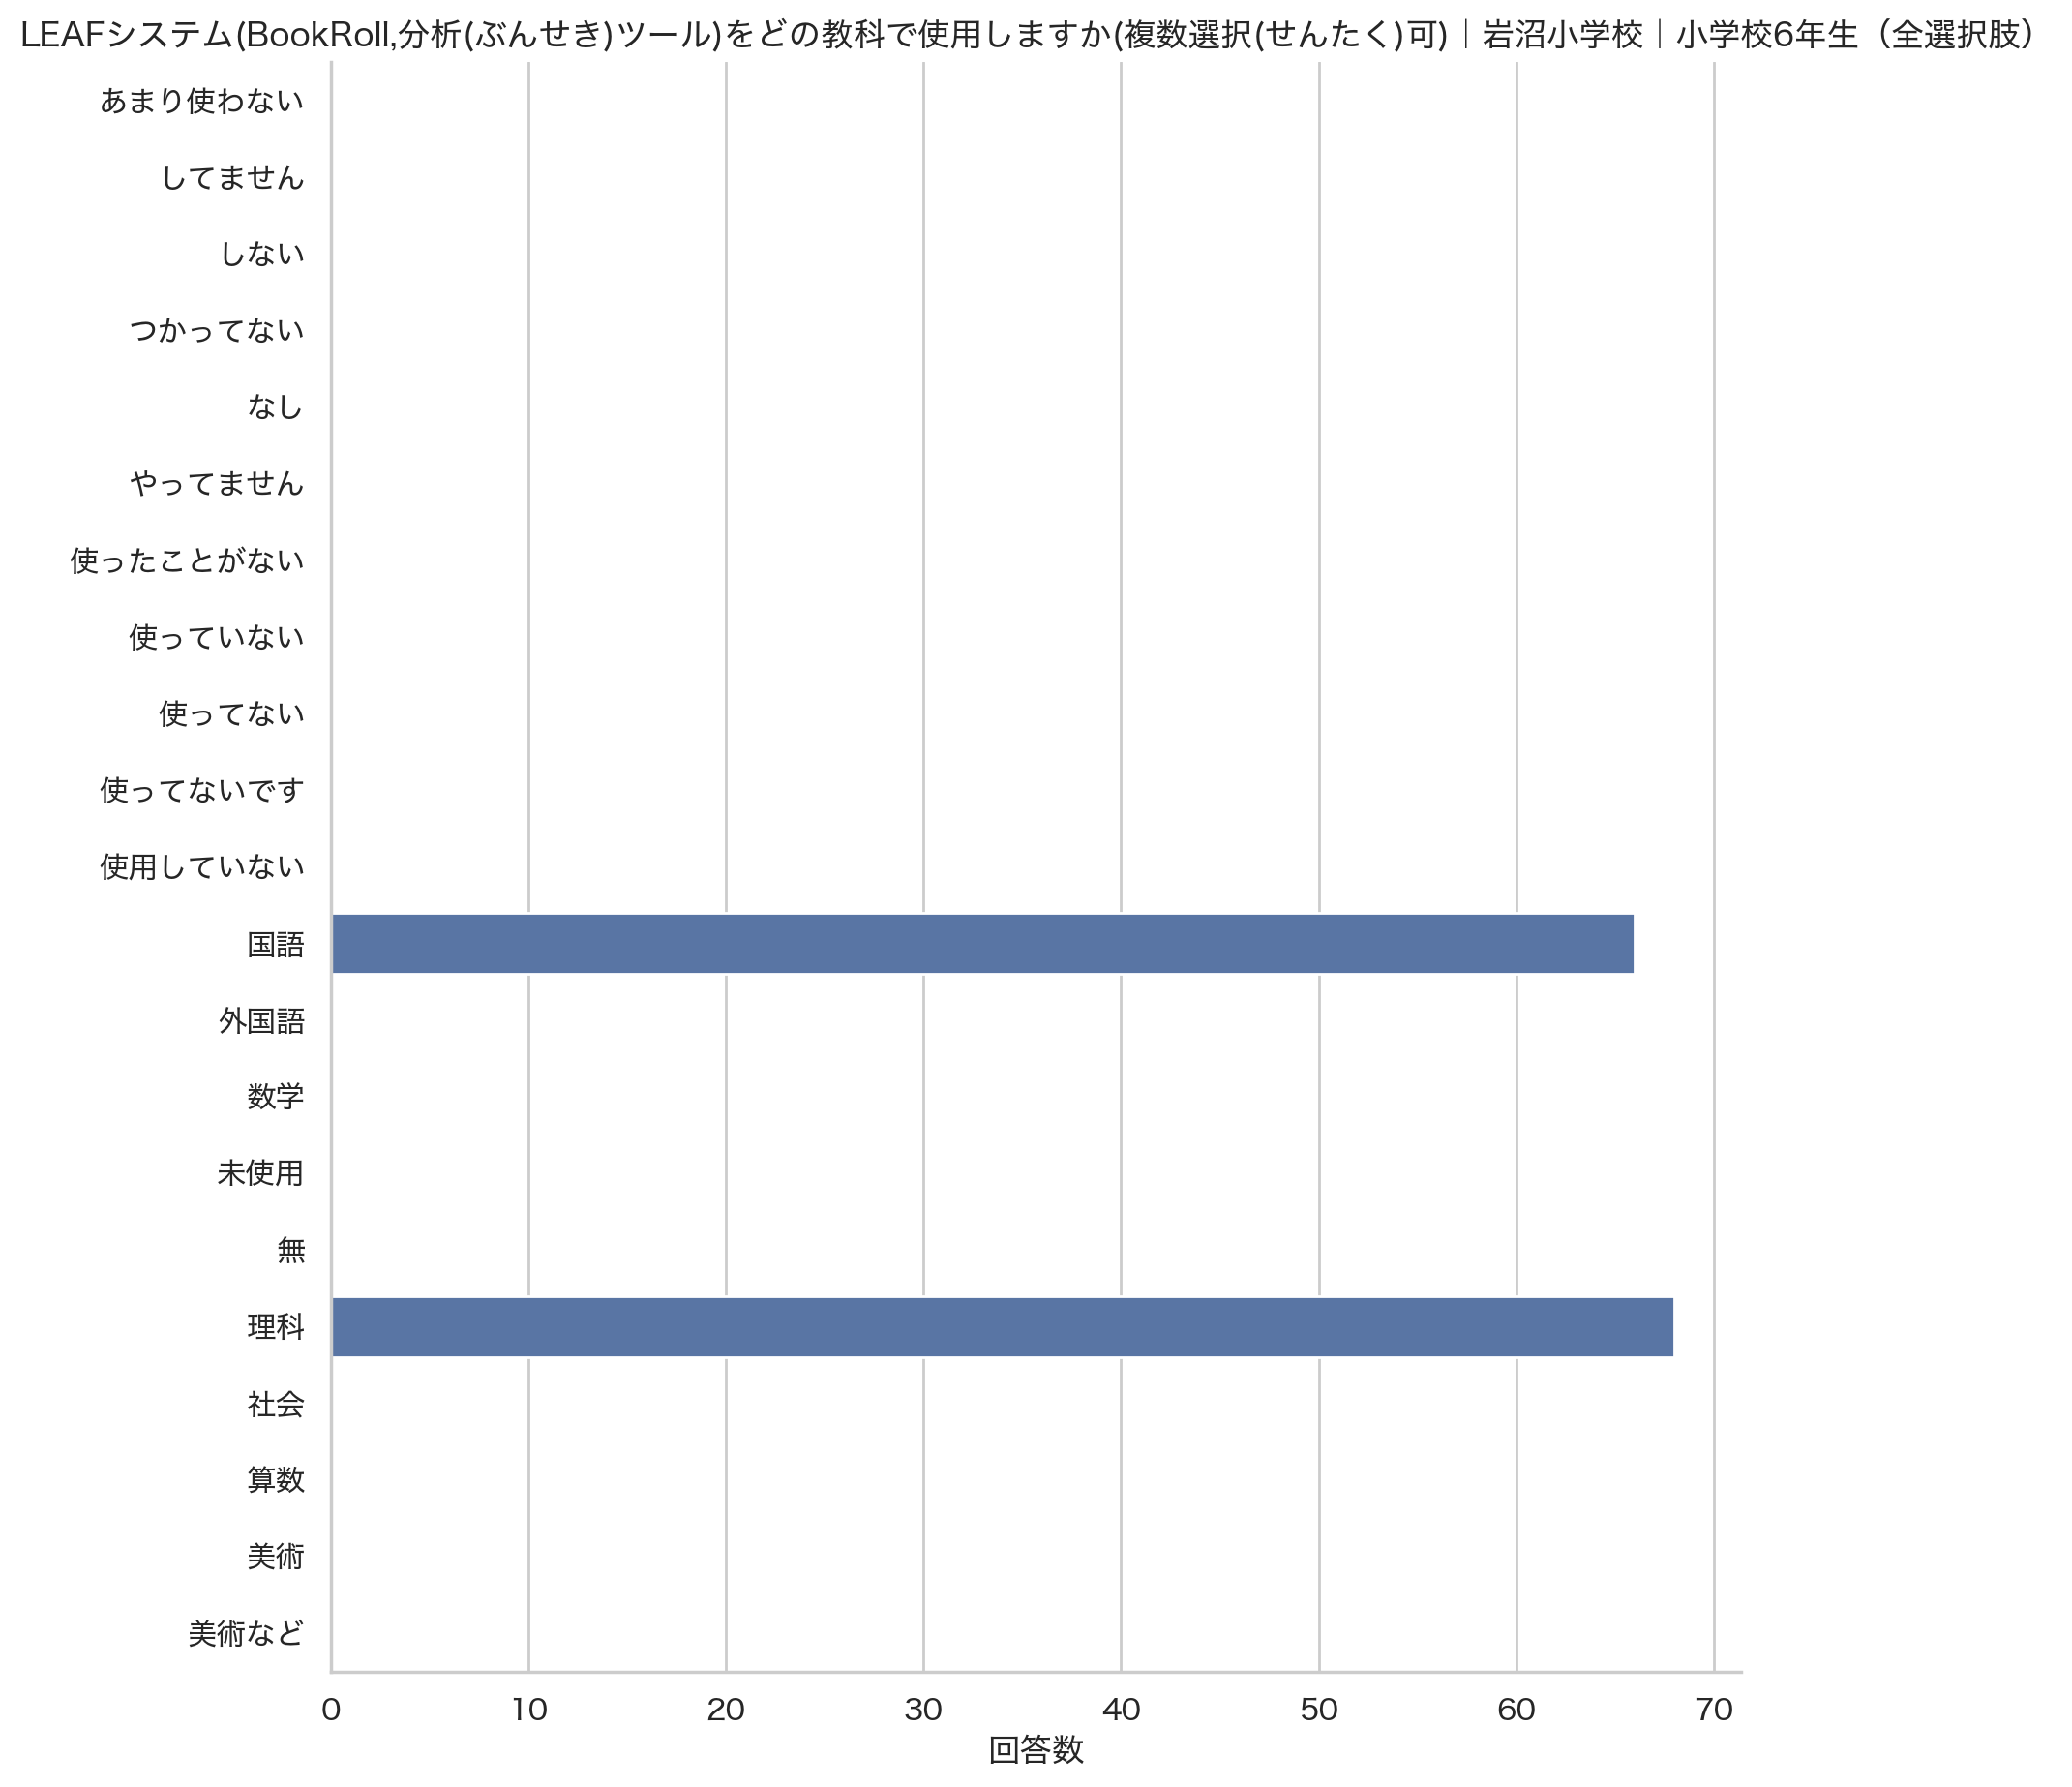 LEAFシステム(BookRoll,分析(ぶんせき)ツール)をどの教科で使用しますか(複数選択(せんたく)可)｜岩沼小学校｜小学校6年生（全選択肢）
あまり使わない
してません
しない
つかってない
なし
やってません
使ったことがない
使っていない
使ってない
使ってないです
使用していない
国語
外国語
数学
未使用
無
理科
社会
算数
美術
美術など
0 10 20 30 40 50 60 70
回答数